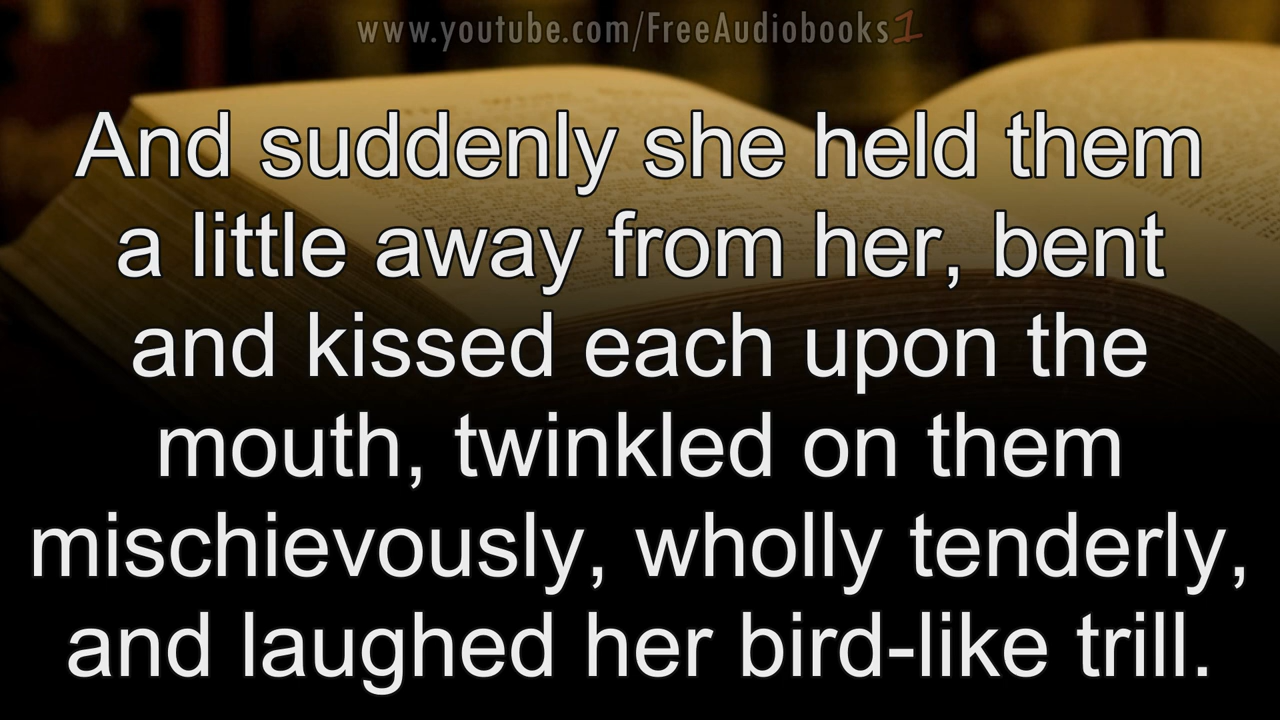 www.youtube.com/FreeAudiobooks1
And suddenly she held them
a little away from her, bent
and kissed each upon the
mouth, twinkled on them
mischievously, wholly tenderly,
and laughed her bird-like trill.